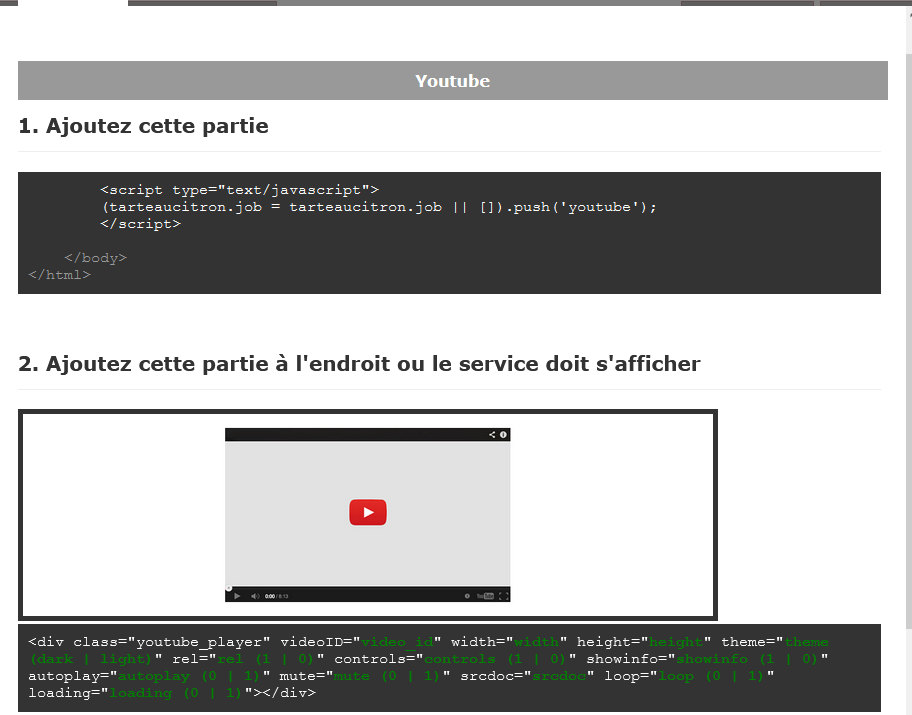 Youtube
1. Ajoutez cette partie
<script type="text/javascript">
(tarteaucitron.job = tarteaucitron.job || []).push('youtube');
</script>
</body>
</html>
2. Ajoutez cette partie à l'endroit ou le service doit s'afficher
0:00 / 8:13
YouTube
<div class="youtube_player" videoID="video_id" width="width" height="height" theme="theme
(dark | light)" rel="rel (1 | 0)" controls="controls (1 | 0)" showinfo="showinfo (1 | 0)"
autoplay="autoplay (0 | 1)" mute="mute (0 | 1)" srcdoc="srcdoc" loop="loop (0 | 1)"
loading="loading (0 | 1)"></div>